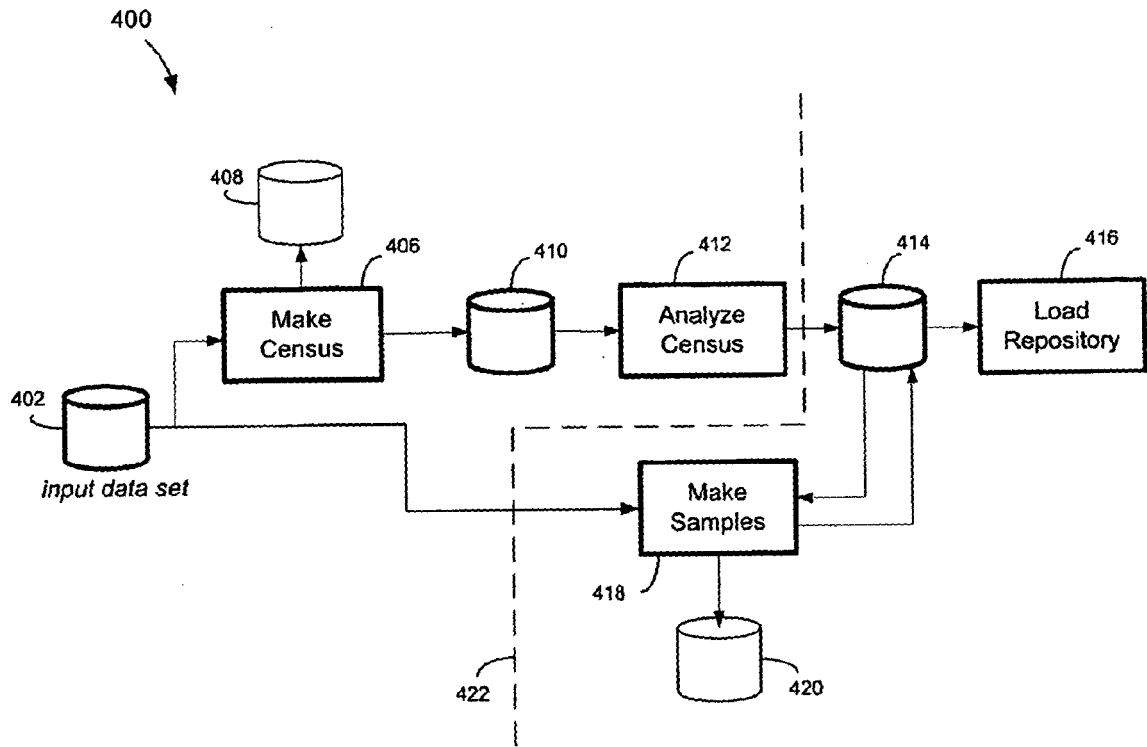 400
408
406
410
412
414
416
Make
Census
Analyze
Census
Load
Repository
402
input data set
Make
Samples
418
422
420